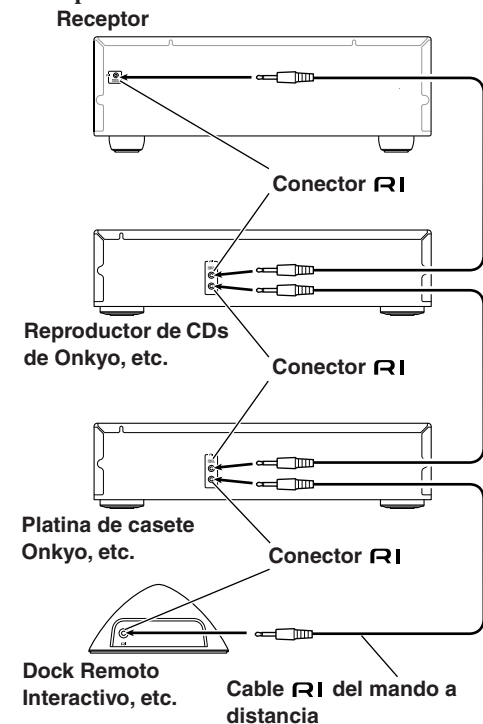 Receptor
Conector RI
Reproductor de CDs
de Onkyo, etc.
Conector RI
Platina de casete
Onkyo, etc.
Conector RI
Dock Remoto
Interactivo, etc.
Cable RI del mando a
distancia